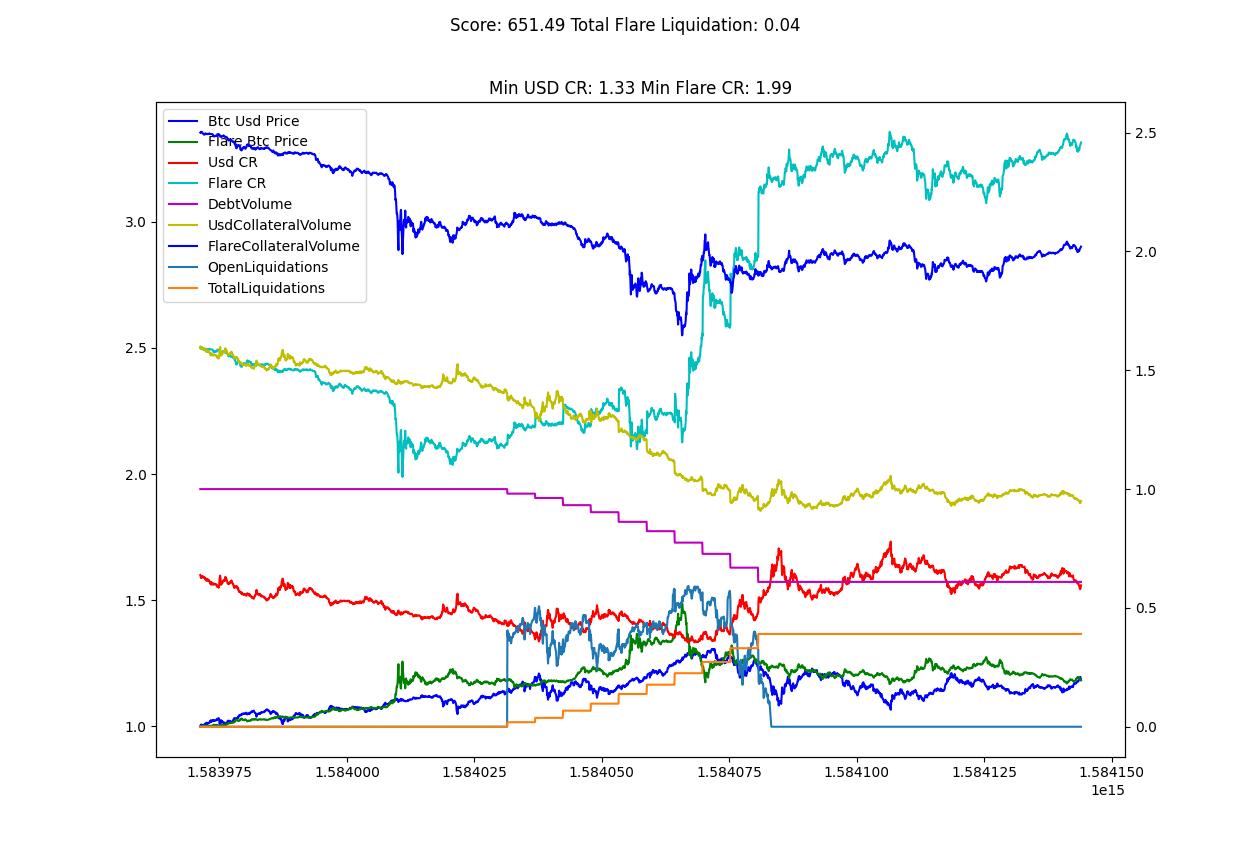 Score: 651.49 Total Flare Liquidation: 0.04
Min USD CR: 1.33 Min Flare CR: 1.99
Btc Usd Price
Flare Btc Price
Usd CR
Flare CR
DebtVolume
UsdCollateralVolume
FlareCollateralVolume
OpenLiquidations
TotalLiquidations
3.0
2.5
2.0
1.5
1.0
2.5
2.0
1.5
1.0
0.5
0.0
1.583975 1.584000 1.584025 1.584050 1.584075 1.584100 1.584125 1.584150
1e15